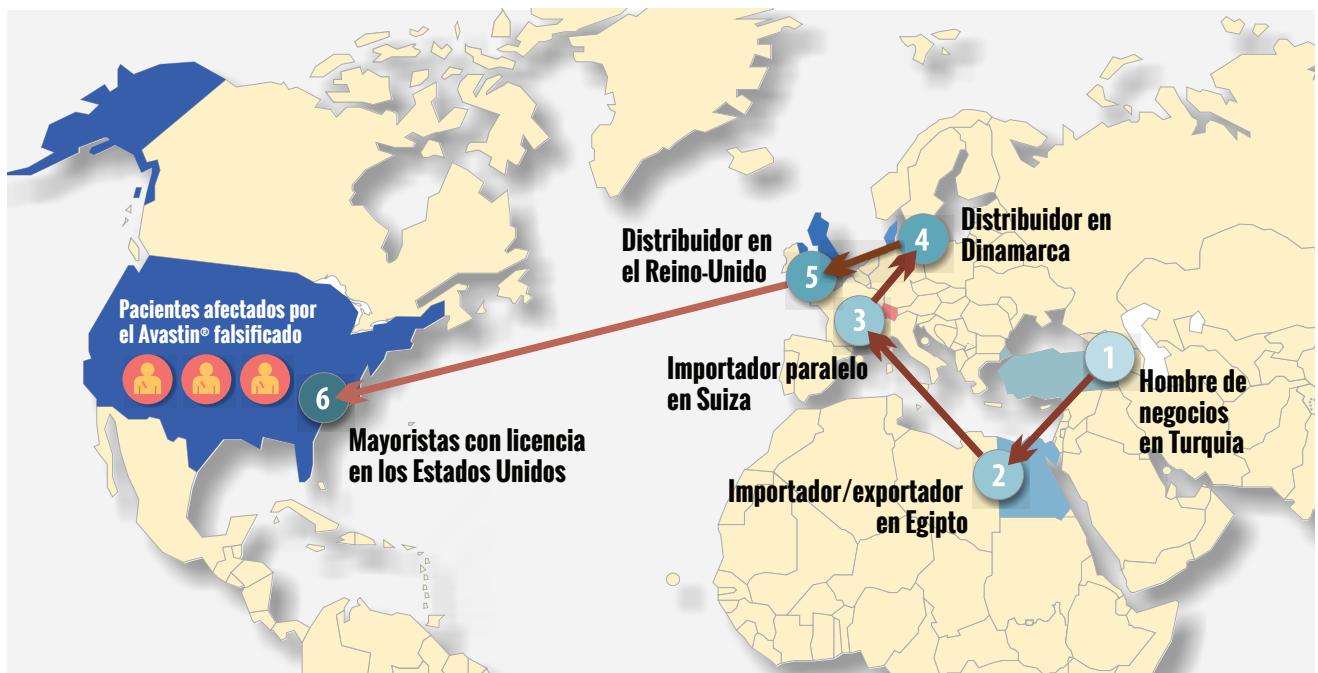 Pacientes afectados por
el Avastin® falsificado
6
Mayoristas con licencia
en los Estados Unidos
Distribuidor en
el Reino-Unido
5
4
Distribuidor en
Dinamarca
3
Importador paralelo
en Suiza
1
Hombre de
negocios
en Turquia
2
Importador/exportador
en Egipto